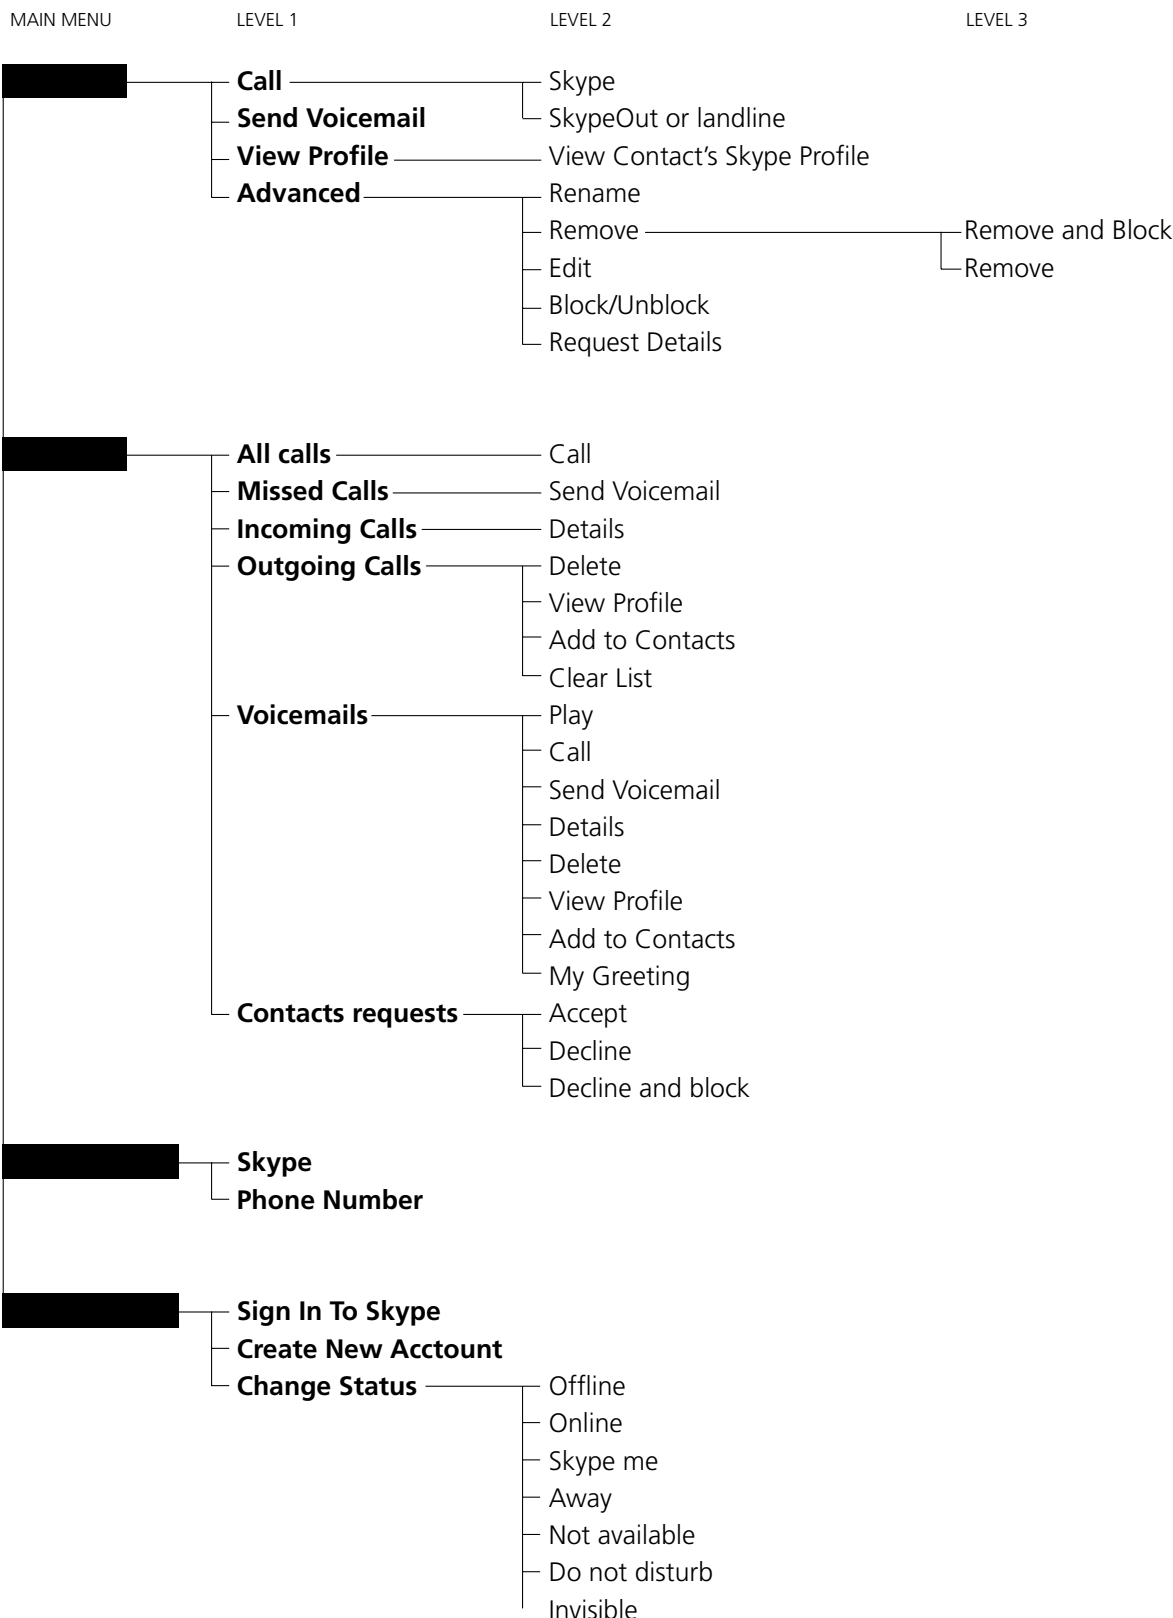 MAIN MENU LEVEL 1 LEVEL 2 LEVEL 3
Call Skype
Send Voicemail SkypeOut or landline
View Profile View Contact's Skype Profile
Advanced Rename
Remove Remove and Block
Edit Remove
Block/Unblock
Request Details
All calls Call
Missed Calls Send Voicemail
Incoming Calls Details
Outgoing Calls Delete
View Profile
Add to Contacts
Clear List
Voicemails Play
Call
Send Voicemail
Details
Delete
View Profile
Add to Contacts
My Greeting
Contacts requests Accept
Decline
Decline and block
Skype
Phone Number
Sign In To Skype
Create New Acctount
Change Status Offline
Online
Skype me
Away
Not available
Do not disturb
Invisible